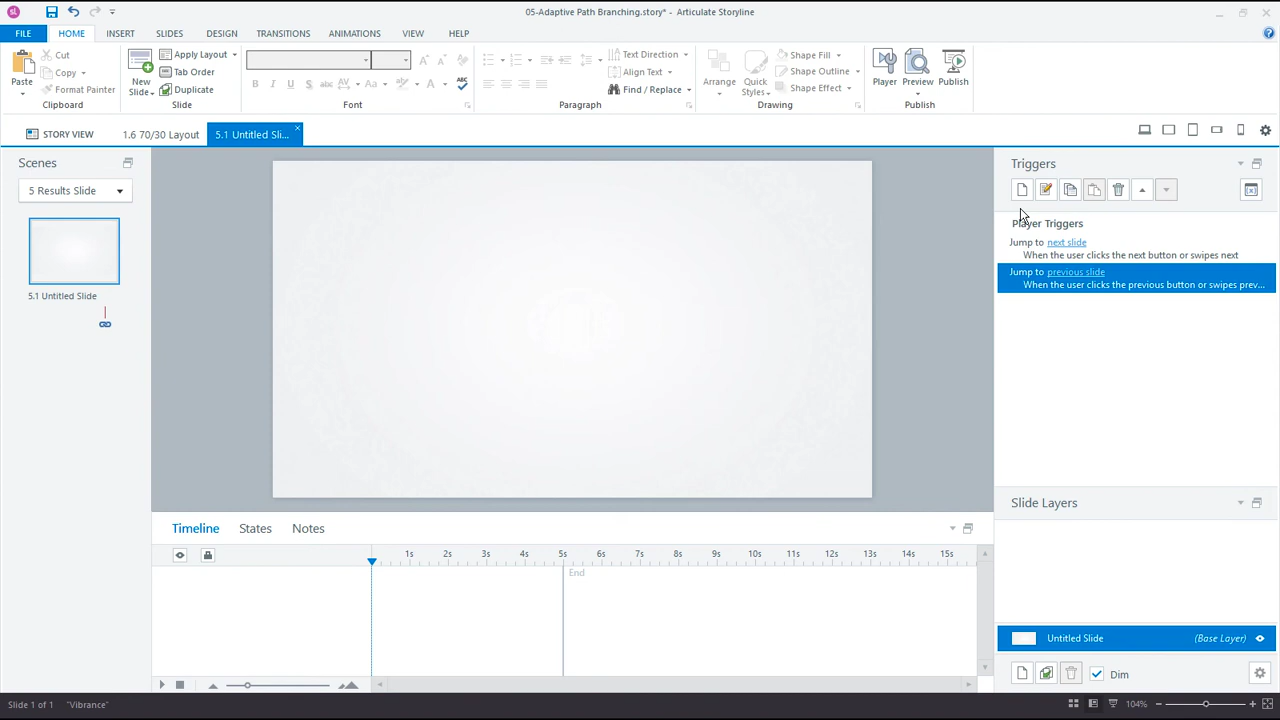 sl
05-Adaptive Path Branching.story* - Articulate Storyline
FILE HOME INSERT SLIDES DESIGN TRANSITIONS ANIMATIONS VIEW HELP
Paste
Cut
Copy
Format Painter
Clipboard
New Slide
Apply Layout
Tab Order
Duplicate
Slide
B I U S AV Aa ab A
Font
Text Direction
Align Text
Find / Replace
Paragraph
Arrange
Quick Styles
Shape Fill
Shape Outline
Shape Effect
Drawing
Player
Preview
Publish
Publish
STORY VIEW
1.6 70/30 Layout
5.1 Untitled Sli...
Scenes
5 Results Slide
5.1 Untitled Slide
Triggers
Player Triggers
Jump to next slide
When the user clicks the next button or swipes next
Jump to previous slide
When the user clicks the previous button or swipes prev...
Timeline States Notes
1s 2s 3s 4s 5s 6s 7s 8s 9s 10s 11s 12s 13s 14s 15s
End
Slide Layers
Untitled Slide (Base Layer)
Dim
Slide 1 of 1 "Vibrance"
104%